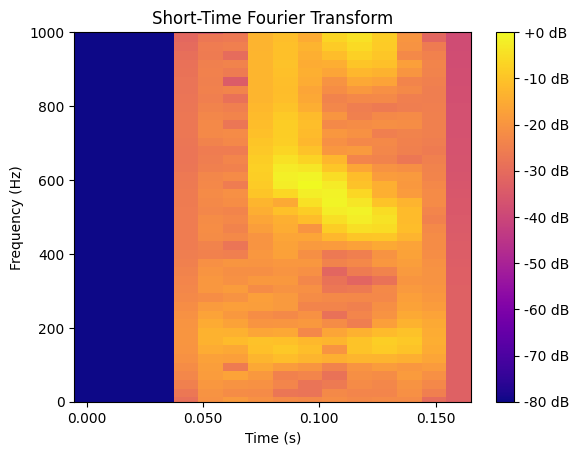 Short-Time Fourier Transform
1000
800
600
400
200
0
Frequency (Hz)
0.000
0.050
0.100
0.150
Time (s)
+0 dB
-10 dB
-20 dB
-30 dB
-40 dB
-50 dB
-60 dB
-70 dB
-80 dB